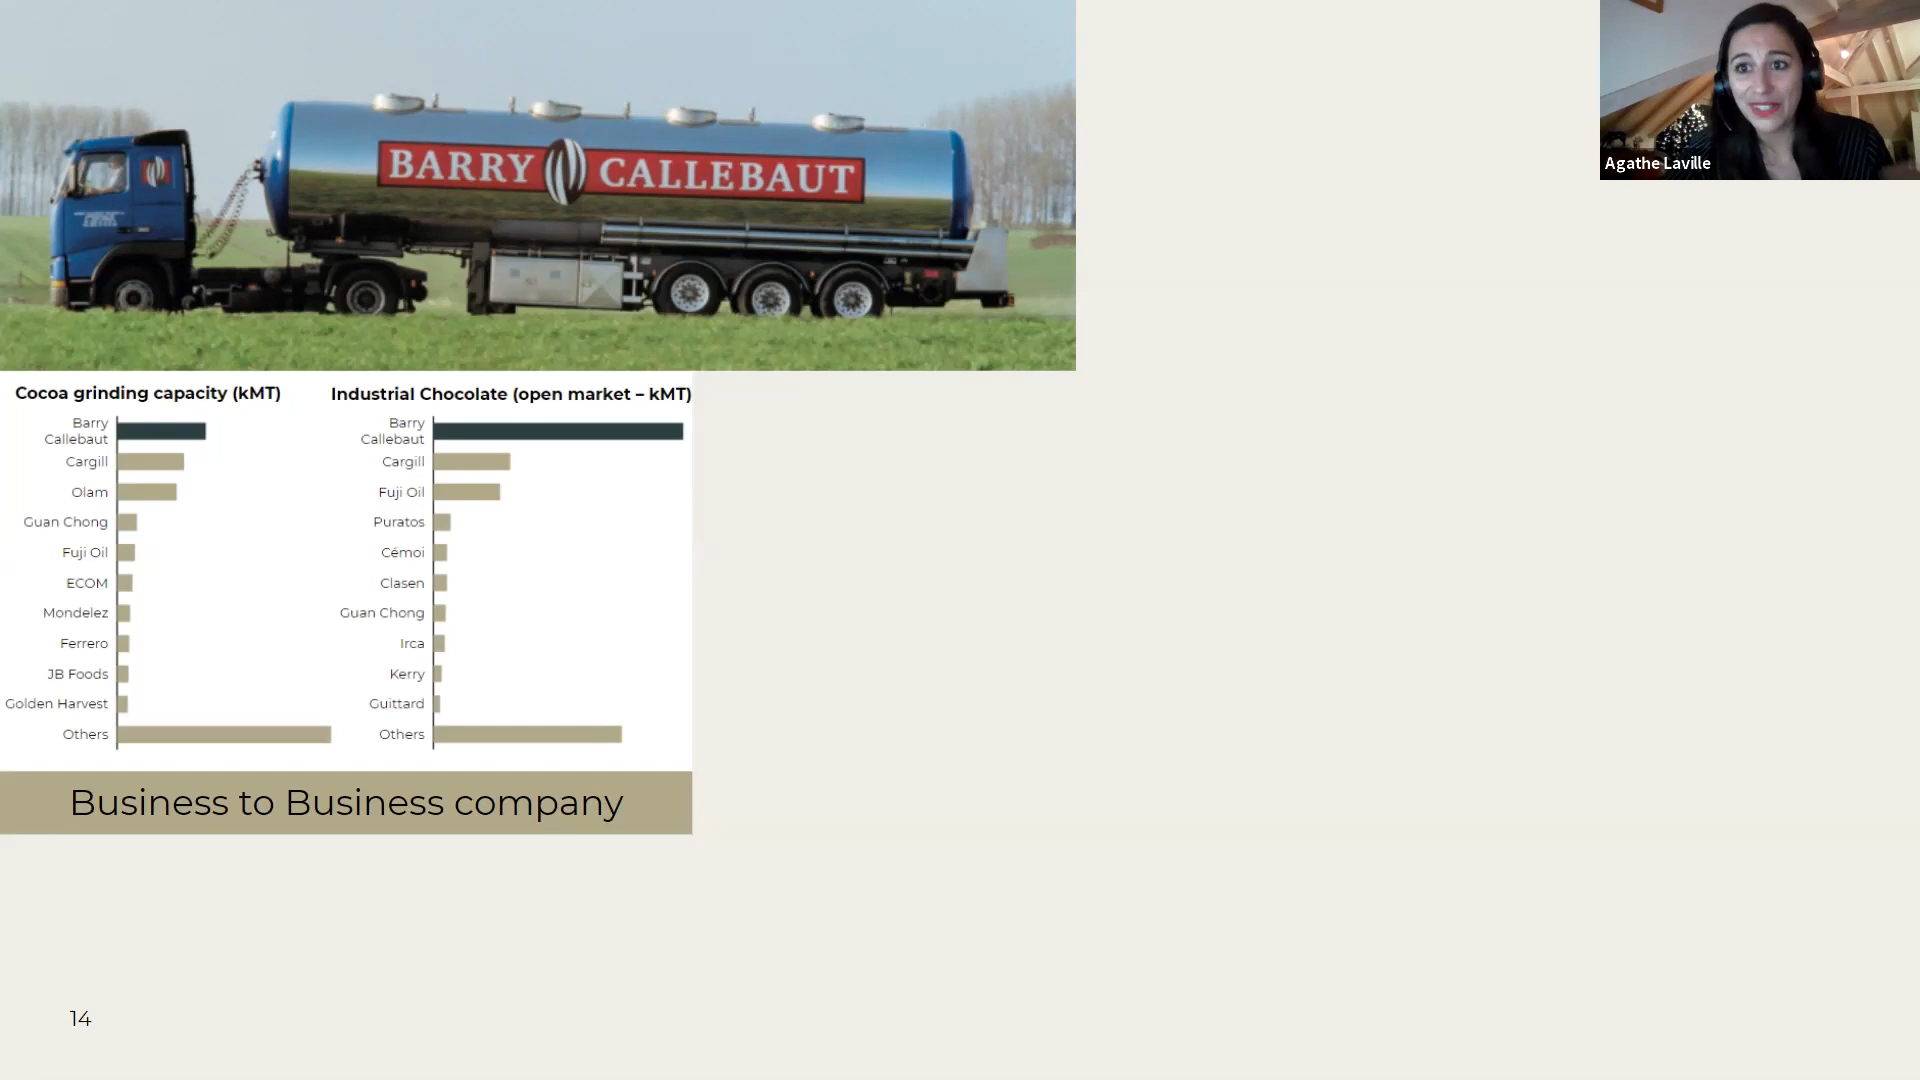 BARRY CALLEBAUT
Agathe Laville
Cocoa grinding capacity (kMT)
Barry
Callebaut
Cargill
Olam
Guan Chong
Fuji Oil
ECOM
Mondelez
Ferrero
JB Foods
Golden Harvest
Others
Industrial Chocolate (open market – kMT)
Barry
Callebaut
Cargill
Fuji Oil
Puratos
Cémoi
Clasen
Guan Chong
Irca
Kerry
Guittard
Others
Business to Business company
14